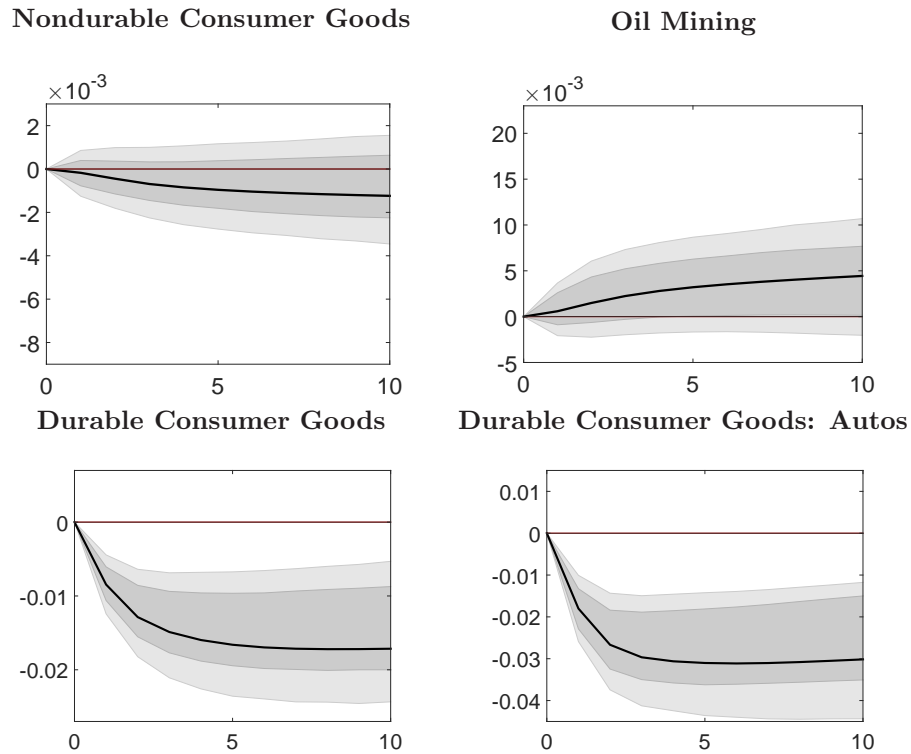 Nondurable Consumer Goods
×10-3
2
0
-2
-4
-6
-8
0 5 10
Oil Mining
×10-3
20
15
10
5
0
-5
0 5 10
Durable Consumer Goods
0
-0.01
-0.02
0 5 10
Durable Consumer Goods: Autos
0.01
0
-0.01
-0.02
-0.03
-0.04
0 5 10